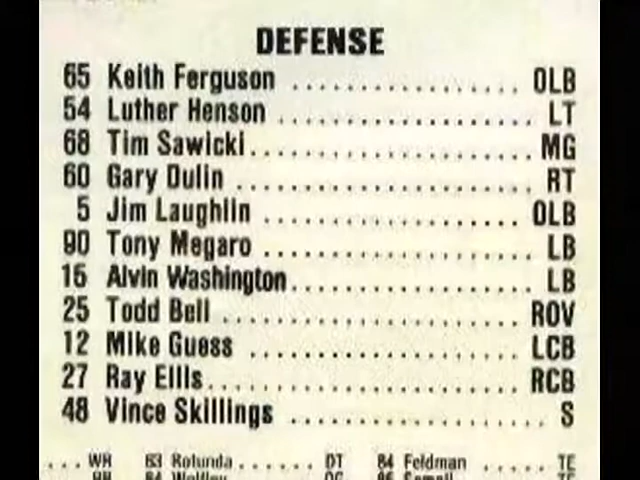 DEFENSE
65 Keith Ferguson .................. OLB
54 Luther Henson ................... LT
68 Tim Sawicki ..................... MG
60 Gary Dulin ...................... RT
5 Jim Laughlin .................... OLB
90 Tony Megaro ..................... LB
15 Alvin Washington ................ LB
25 Todd Bell ...................... ROV
12 Mike Guess ..................... LCB
27 Ray Ellis ...................... RCB
48 Vince Skillings .................. S
... WR 63 Rotunda ...... DT 84 Feldman ..... TE